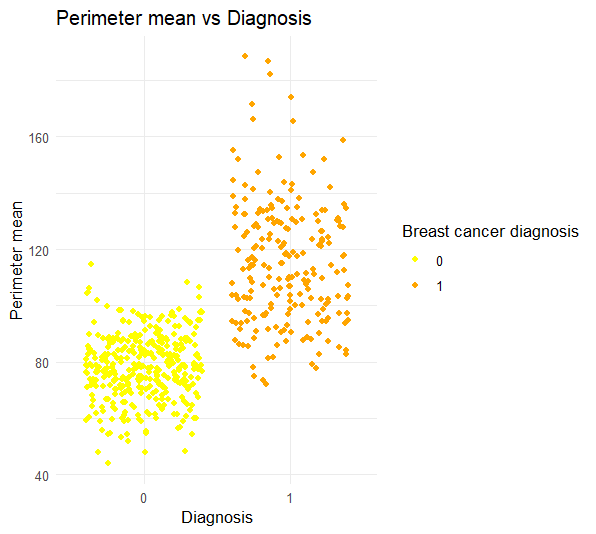 Perimeter mean vs Diagnosis
Perimeter mean
160
120
80
40
0
1
Diagnosis
Breast cancer diagnosis
0
1